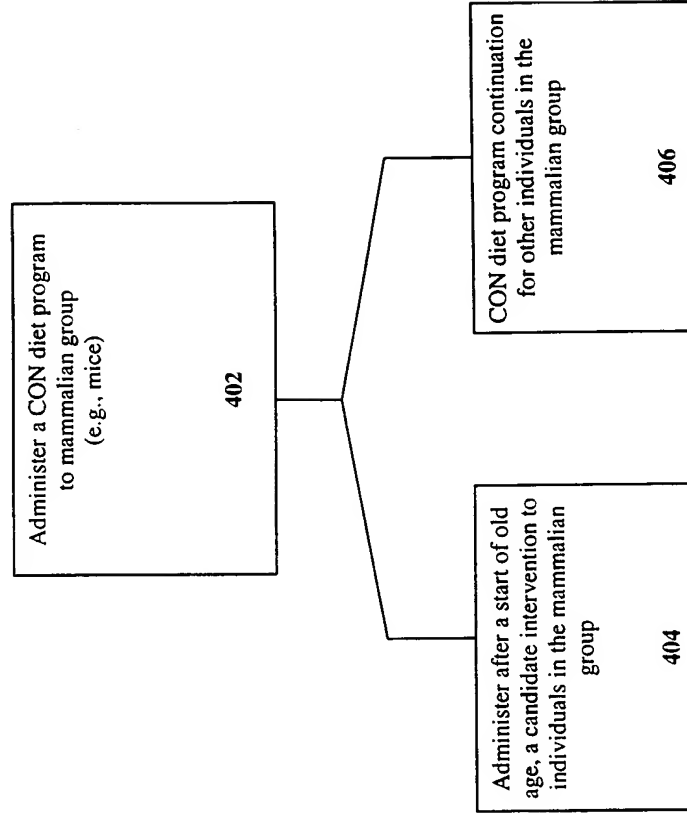 Administer a CON diet program
to mammalian group
(e.g., mice)
402
Administer after a start of old
age, a candidate intervention to
individuals in the mammalian
group
404
CON diet program continuation
for other individuals in the
mammalian group
406